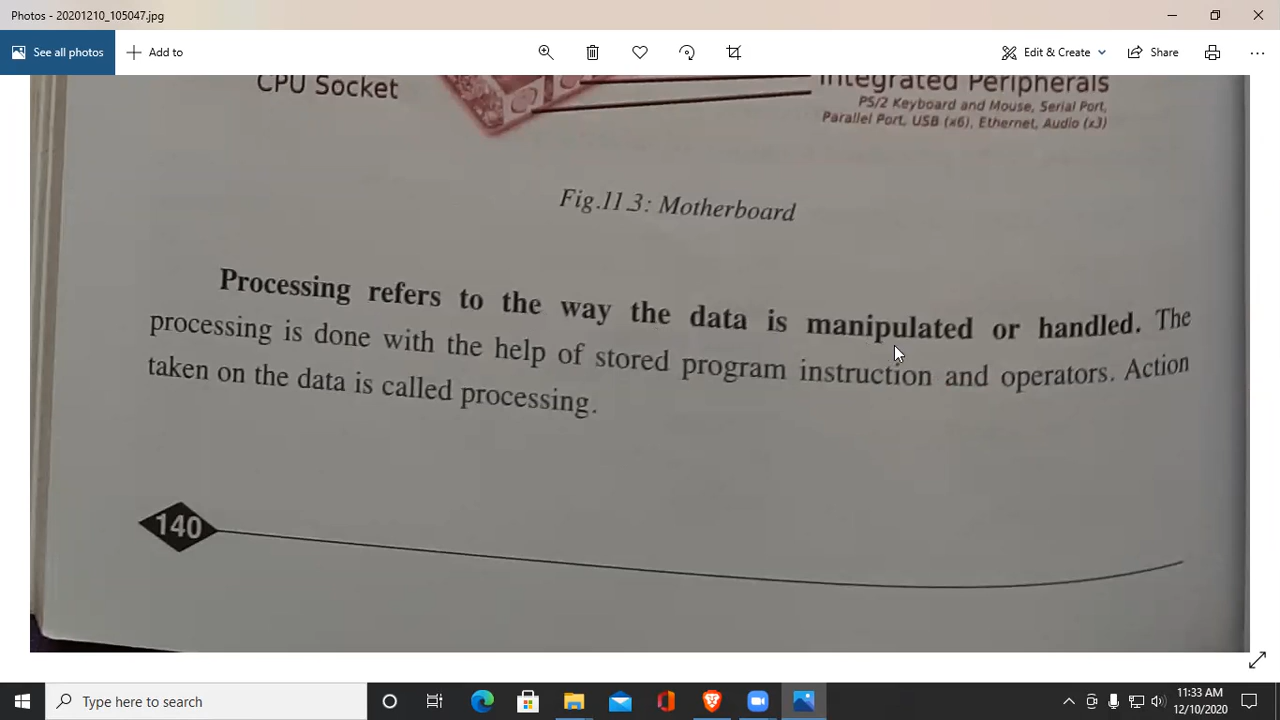 Photos - 20201210_105047.jpg
See all photos
Add to
Edit & Create
Share
CPU Socket
Integrated Peripherals
PS/2 Keyboard and Mouse, Serial Port,
Parallel Port, USB (x6), Ethernet, Audio (x3)
Fig.11.3: Motherboard
Processing refers to the way the data is manipulated or handled. The
processing is done with the help of stored program instruction and operators. Action
taken on the data is called processing.
140
Type here to search
11:33 AM
12/10/2020